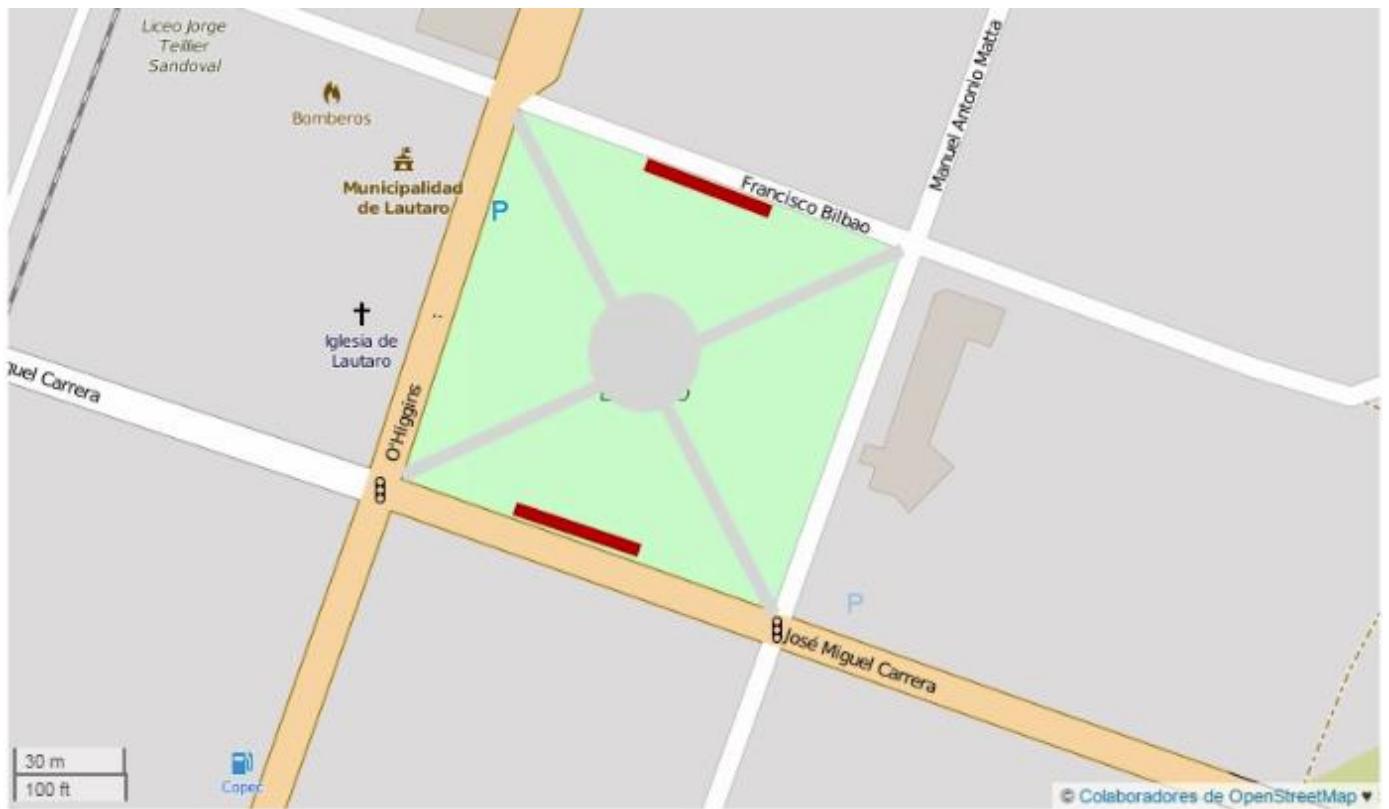 Liceo Jorge
Teillier
Sandoval
Bomberos
Municipalidad
de Lautaro
P
Francisco Bilbao
Manuel Antonio Matta
Iglesia de
Lautaro
O'Higgins
guel Carrera
P
José Miguel Carrera
Copec
30 m
100 ft
© Colaboradores de OpenStreetMap ♥